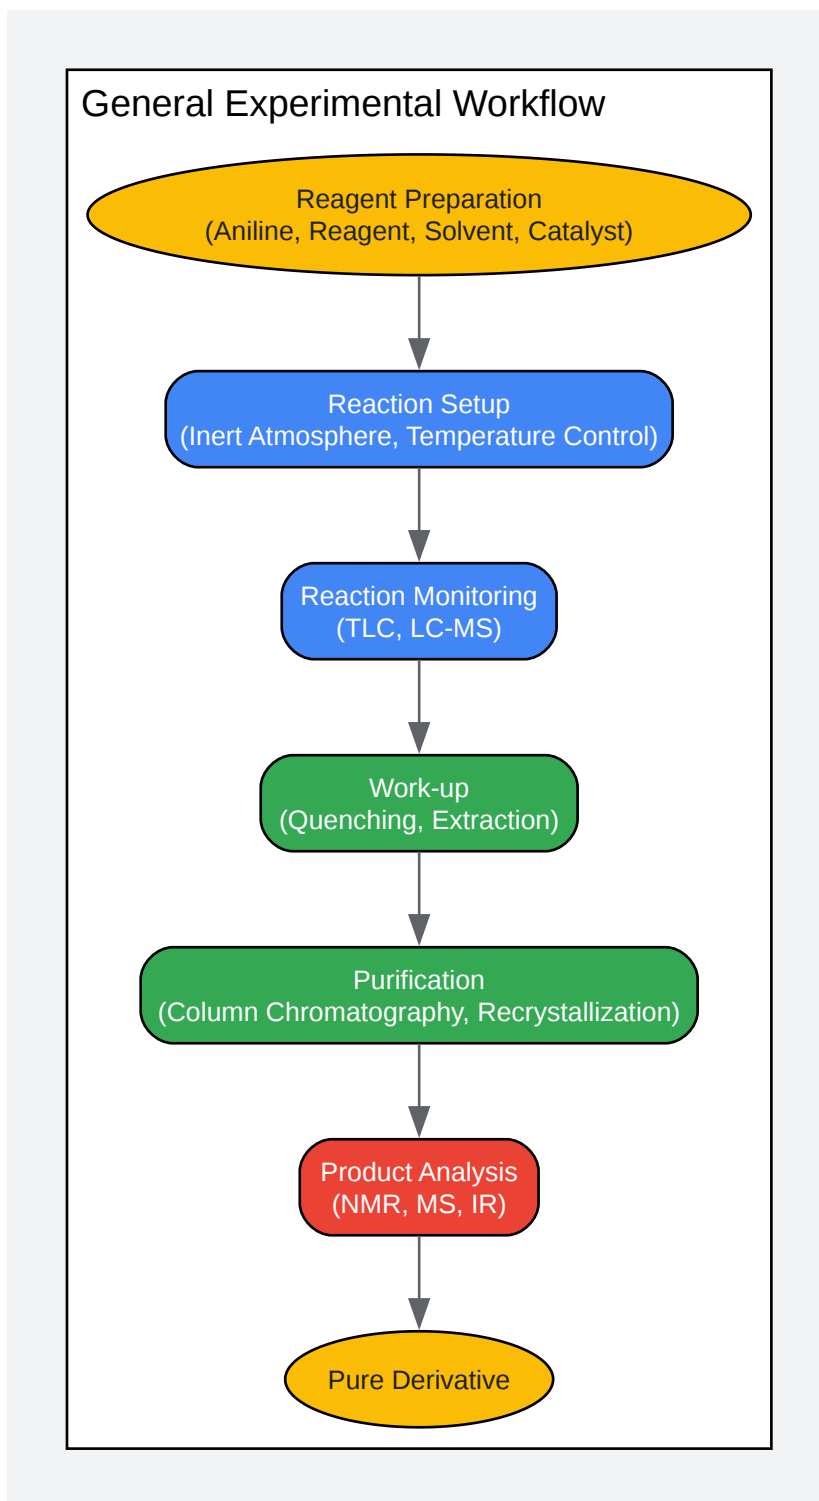 General Experimental Workflow
Reagent Preparation
(Aniline, Reagent, Solvent, Catalyst)
Reaction Setup
(Inert Atmosphere, Temperature Control)
Reaction Monitoring
(TLC, LC-MS)
Work-up
(Quenching, Extraction)
Purification
(Column Chromatography, Recrystallization)
Product Analysis
(NMR, MS, IR)
Pure Derivative